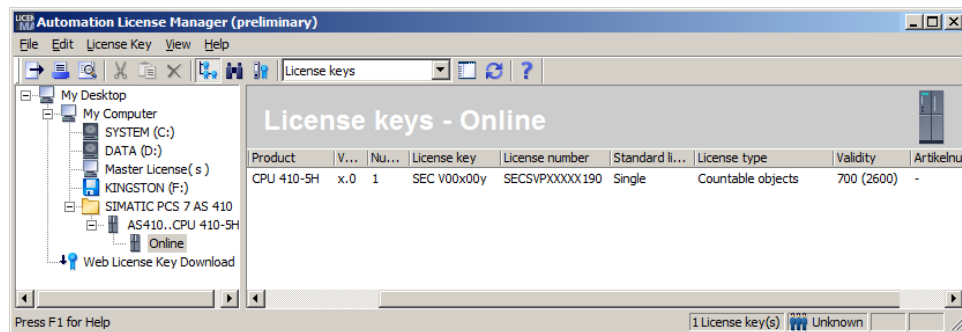 Automation License Manager (preliminary)
File Edit License Key View Help
License keys
My Desktop
My Computer
SYSTEM (C:)
DATA (D:)
Master License( s )
KINGSTON (F:)
SIMATIC PCS 7 AS 410
AS410..CPU 410-5H
Online
Web License Key Download
License keys - Online
Product V... Nu... License key License number Standard li... License type Validity Artikelnu
CPU 410-5H x.0 1 SEC V00x00y SECSVPXXXXX190 Single Countable objects 700 (2600) -
Press F1 for Help 1 License key(s) Unknown